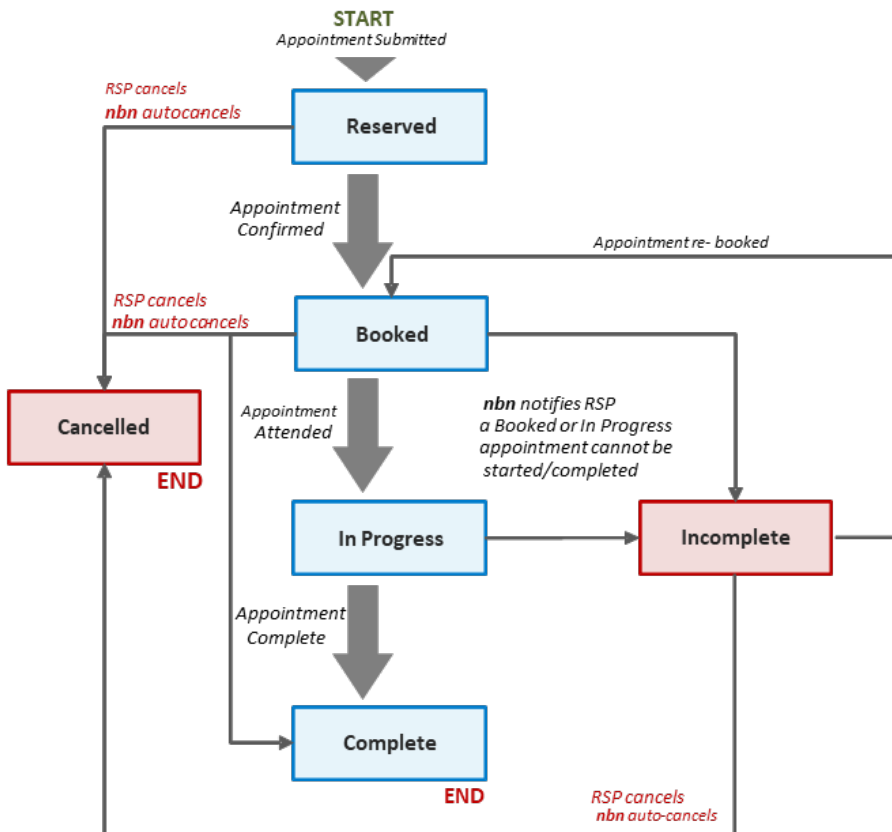 START
Appointment Submitted
RSP cancels
nbn autocancels
Reserved
Appointment
Confirmed
Appointment re- booked
RSP cancels
nbn autocancels
Booked
Cancelled
END
Appointment
Attended
nbn notifies RSP
a Booked or In Progress
appointment cannot be
started/completed
In Progress
Incomplete
Appointment
Complete
Complete
END
RSP cancels
nbn auto-cancels